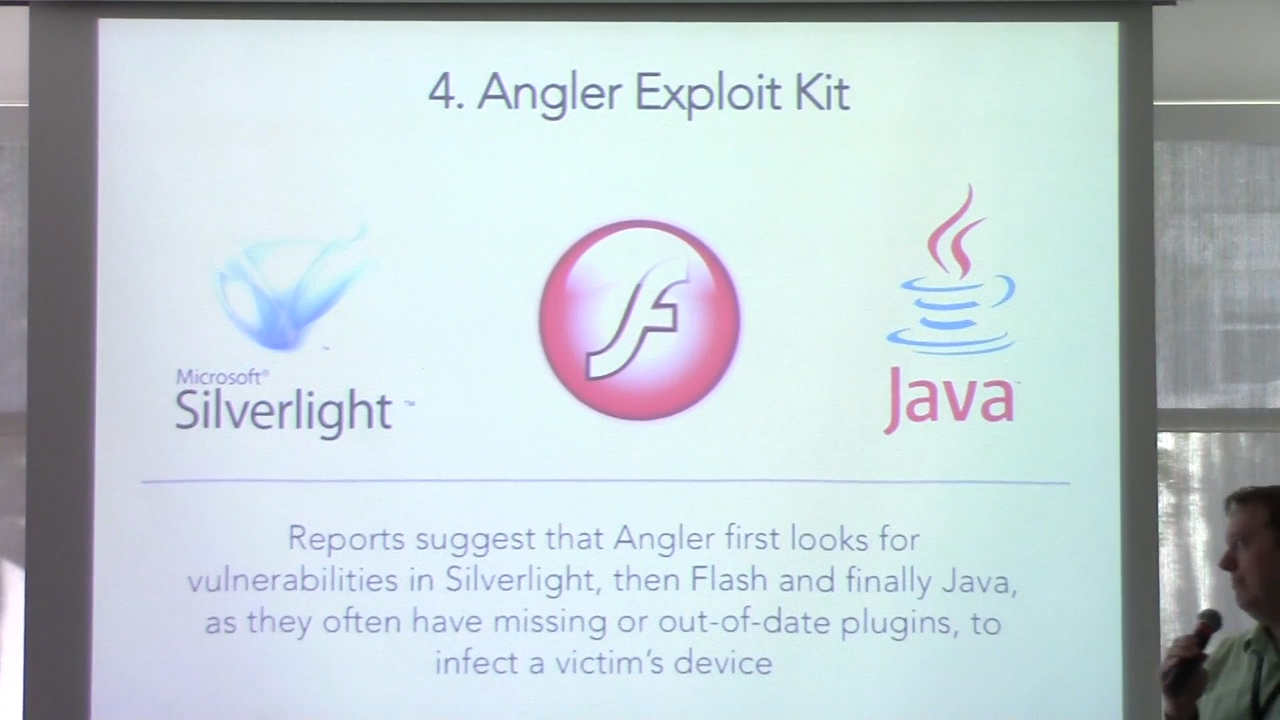 4. Angler Exploit Kit
Microsoft®
Silverlight™
Java™
Reports suggest that Angler first looks for
vulnerabilities in Silverlight, then Flash and finally Java,
as they often have missing or out-of-date plugins, to
infect a victim's device